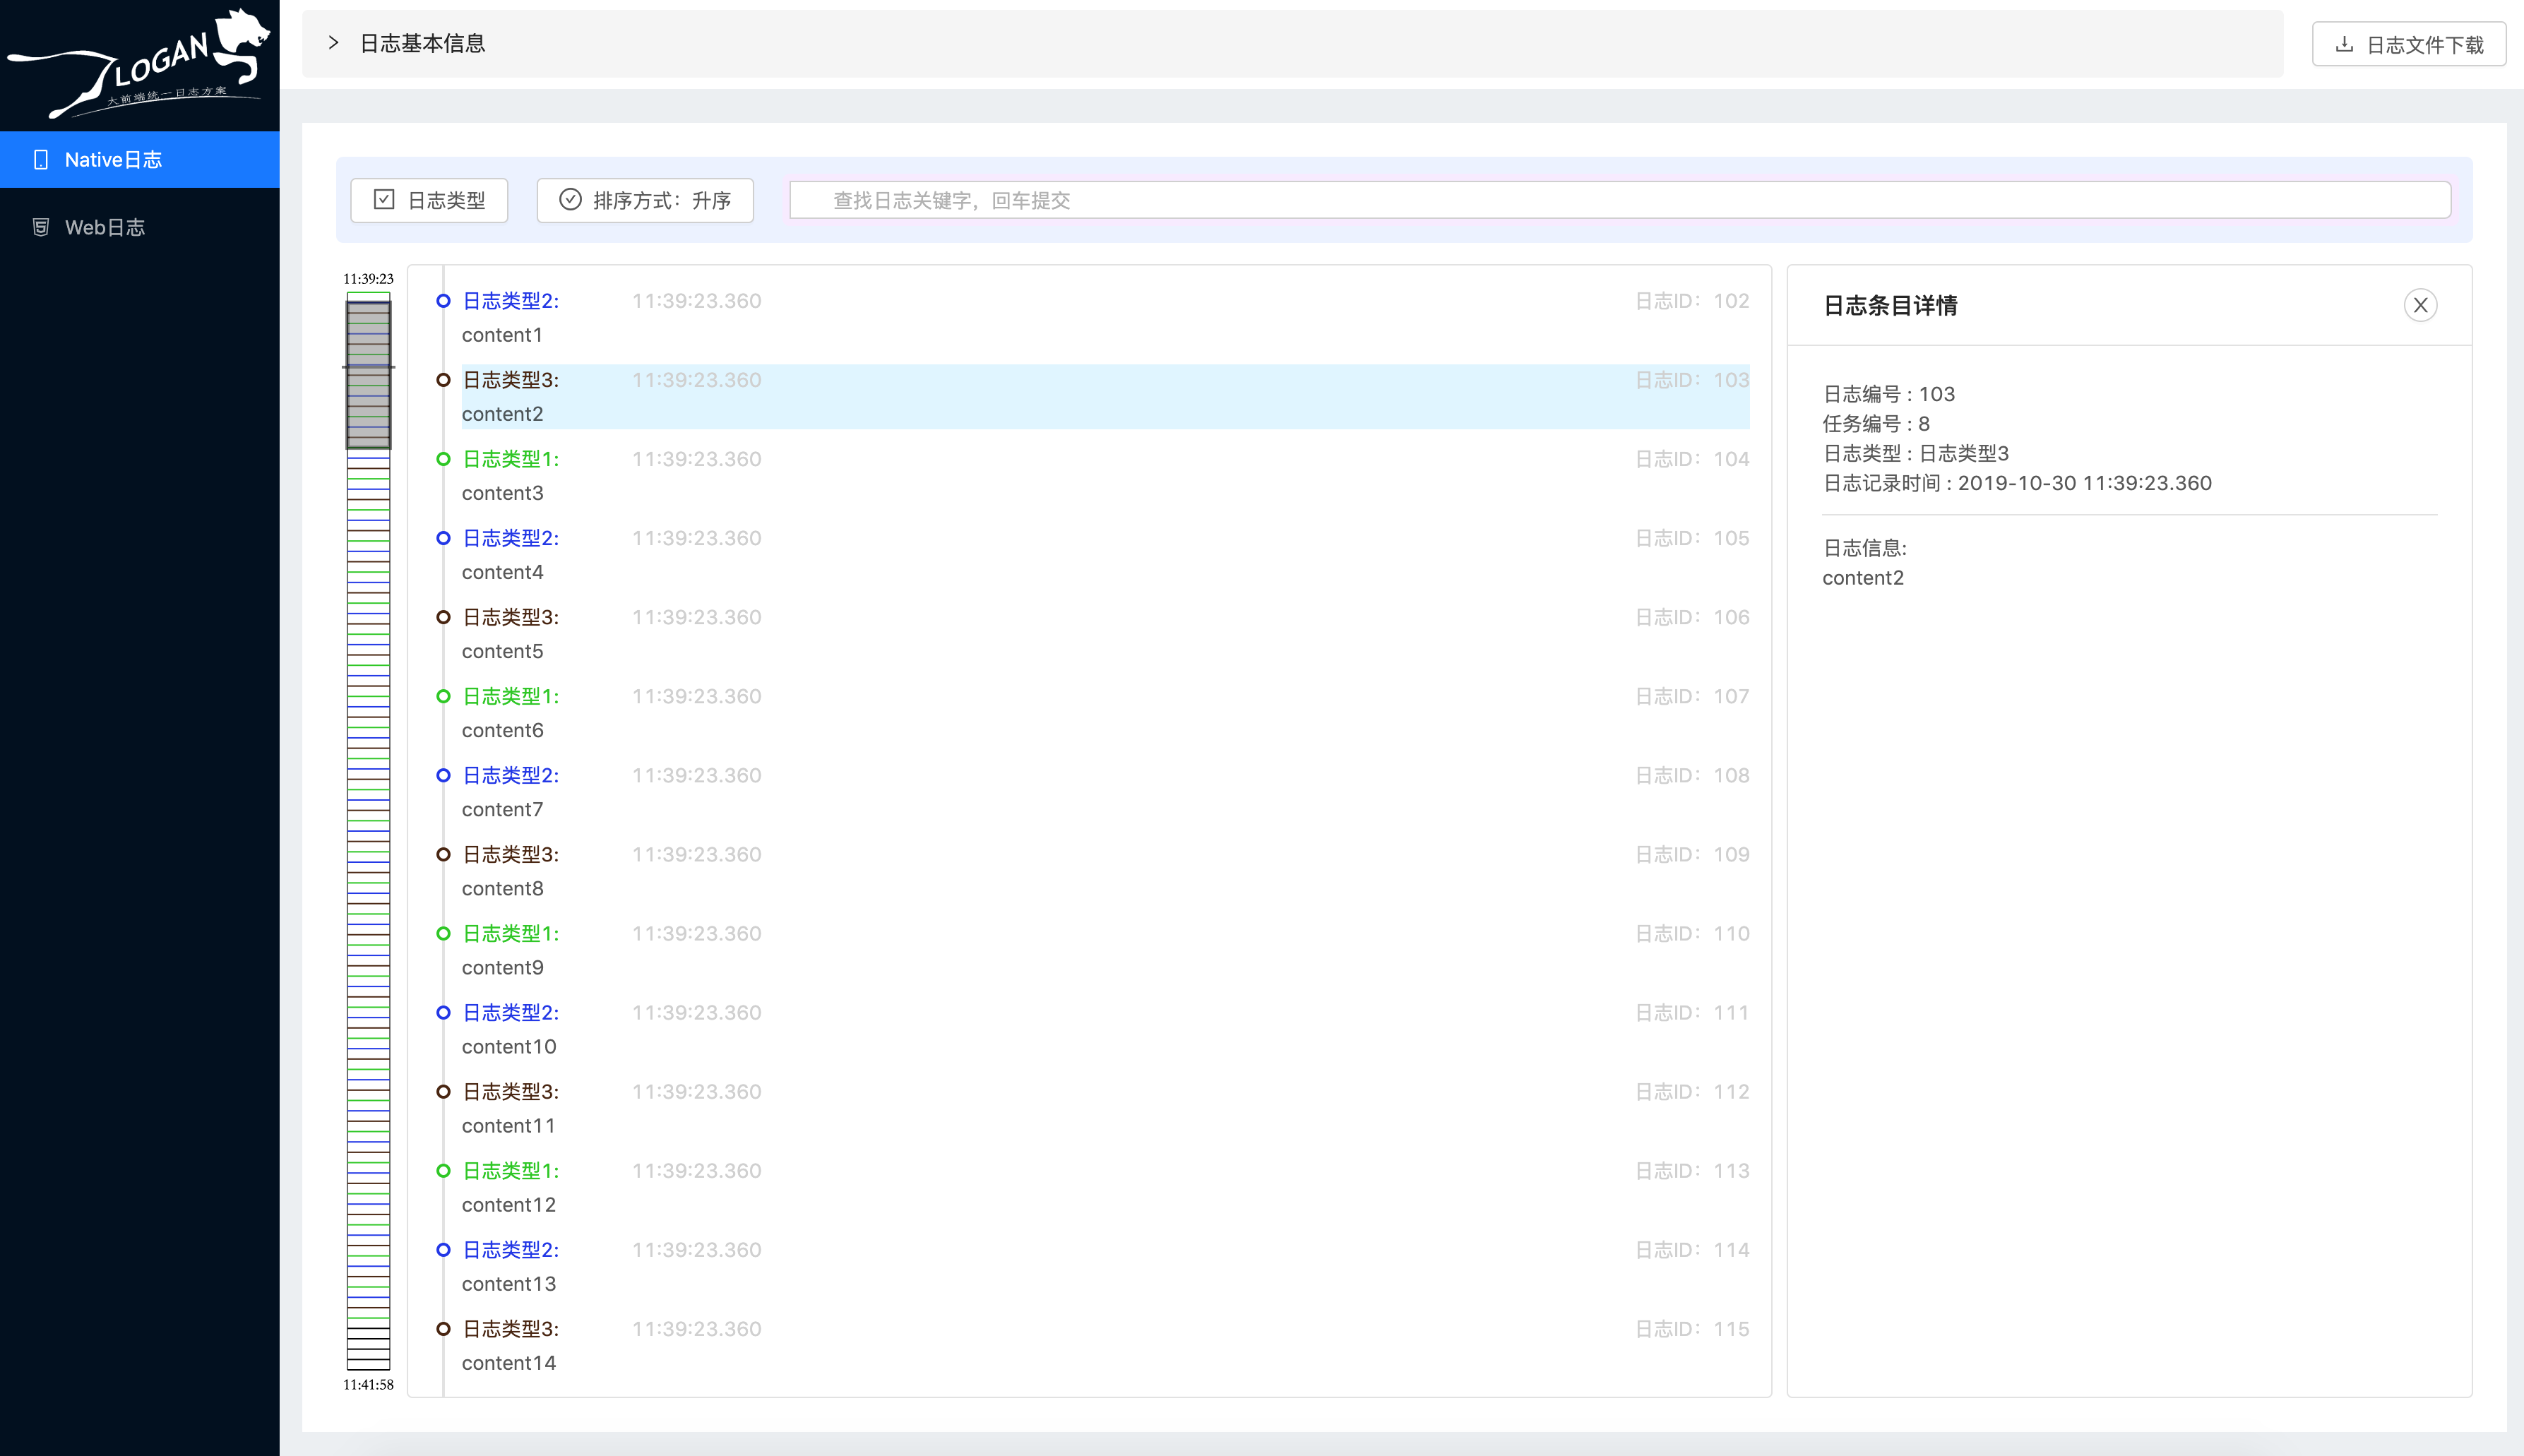 LOGAN
大前端统一日志方案
Native日志
Web日志
日志基本信息
日志文件下载
日志类型
排序方式：升序
查找日志关键字，回车提交
11:39:23
11:41:58
日志类型2: 11:39:23.360 日志ID：102
content1
日志类型3: 11:39:23.360 日志ID：103
content2
日志类型1: 11:39:23.360 日志ID：104
content3
日志类型2: 11:39:23.360 日志ID：105
content4
日志类型3: 11:39:23.360 日志ID：106
content5
日志类型1: 11:39:23.360 日志ID：107
content6
日志类型2: 11:39:23.360 日志ID：108
content7
日志类型3: 11:39:23.360 日志ID：109
content8
日志类型1: 11:39:23.360 日志ID：110
content9
日志类型2: 11:39:23.360 日志ID：111
content10
日志类型3: 11:39:23.360 日志ID：112
content11
日志类型1: 11:39:23.360 日志ID：113
content12
日志类型2: 11:39:23.360 日志ID：114
content13
日志类型3: 11:39:23.360 日志ID：115
content14
日志条目详情
日志编号 : 103
任务编号 : 8
日志类型 : 日志类型3
日志记录时间 : 2019-10-30 11:39:23.360
日志信息:
content2